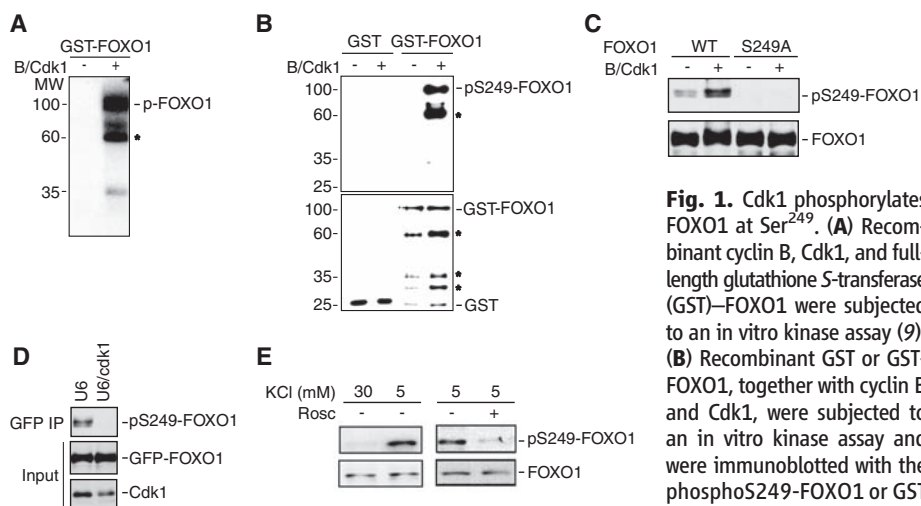 A
GST-FOXO1
B/Cdk1 - +
MW
100-
-p-FOXO1
60-
*
35-
B
GST GST-FOXO1
B/Cdk1 - + - +
100-
-pS249-FOXO1
60-
*
35-
25-
100-
-GST-FOXO1
60-
*
35-
*
*
25-
-GST
C
FOXO1 WT S249A
B/Cdk1 - + - +
-pS249-FOXO1
-FOXO1
Fig. 1. Cdk1 phosphorylates
FOXO1 at Ser249. (A) Recom-
binant cyclin B, Cdk1, and full-
length glutathione S-transferase
(GST)–FOXO1 were subjected
to an in vitro kinase assay (9)
(B) Recombinant GST or GST-
FOXO1, together with cyclin B
and Cdk1, were subjected to
an in vitro kinase assay and
were immunoblotted with the
phosphoS249-FOXO1 or GST
D
U6
U6/cdk1
GFP IP
-pS249-FOXO1
Input
-GFP-FOXO1
-Cdk1
E
KCl (mM) 30 5 5 5
Rosc - - - +
-pS249-FOXO1
-FOXO1